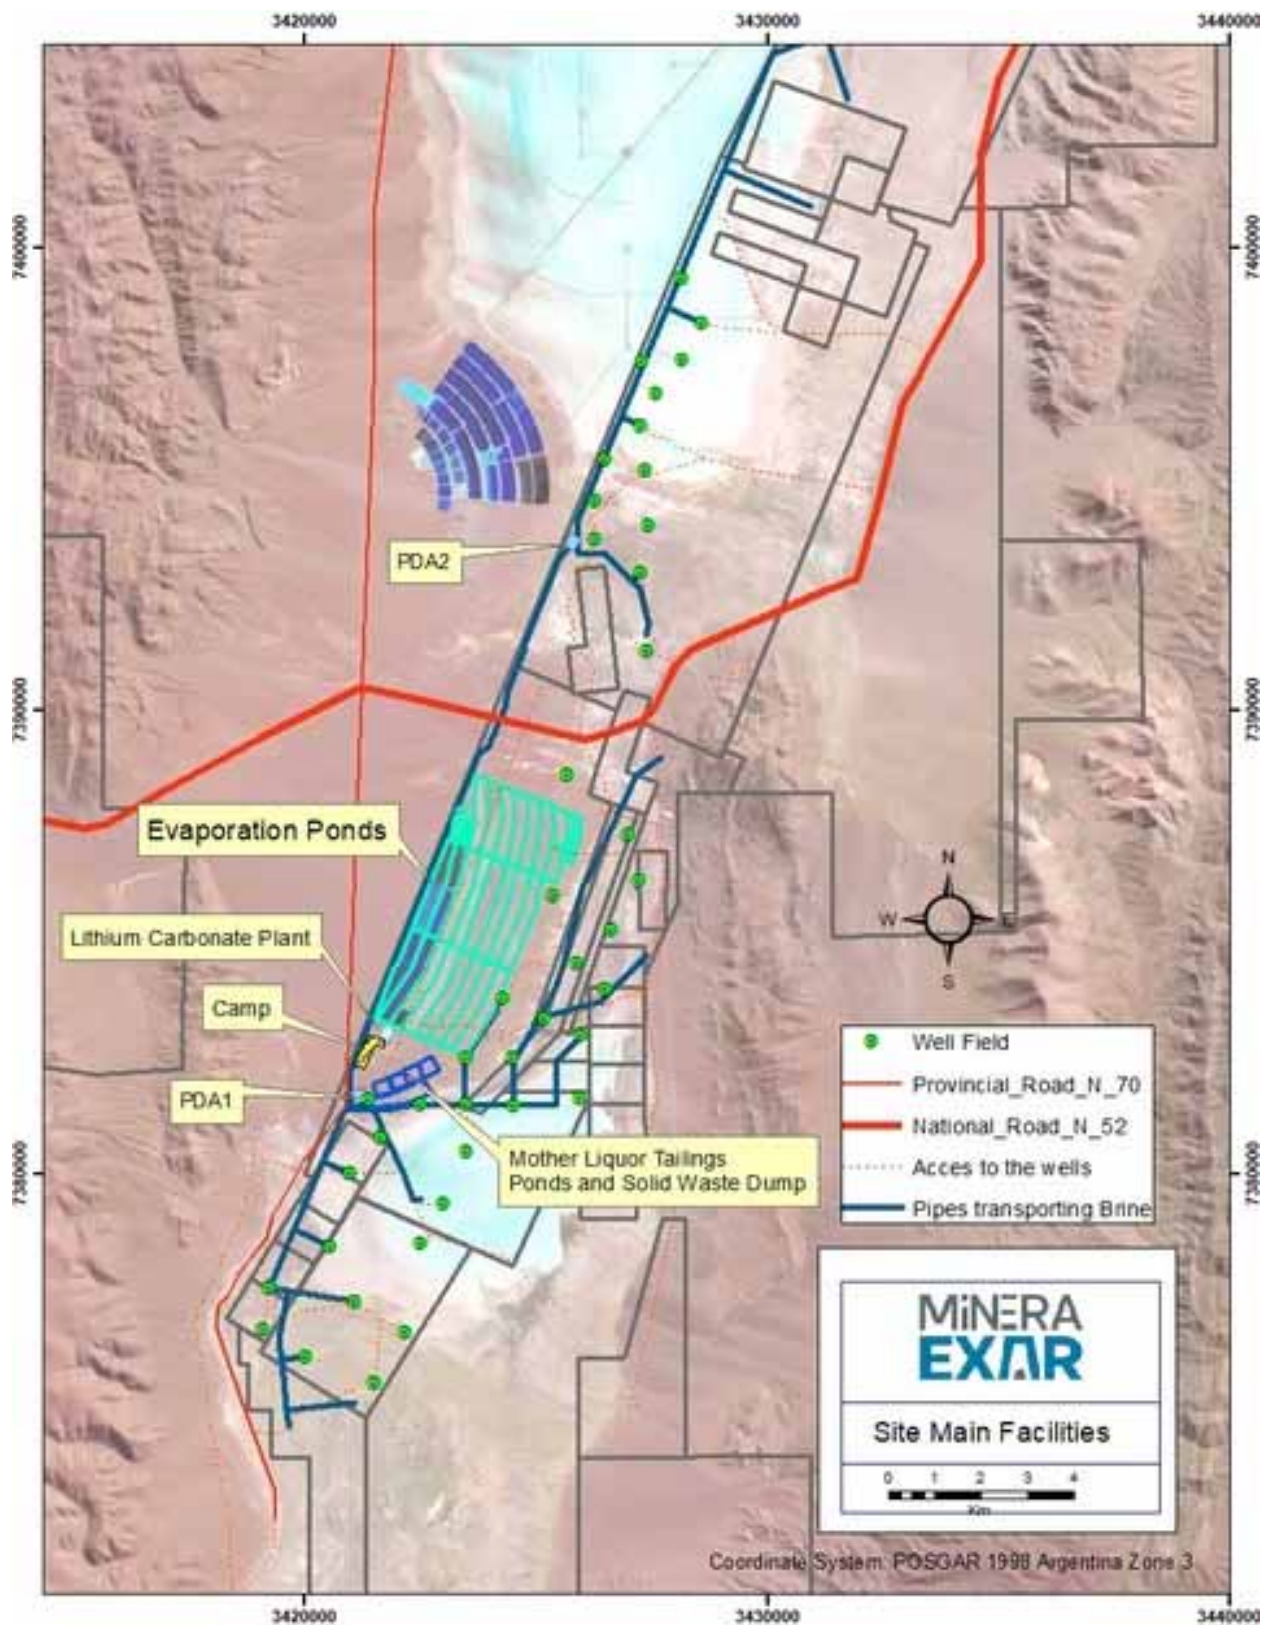 3420000
3430000
3440000
7400000
7400000
PDA2
7390000
7390000
Evaporation Ponds
Lithium Carbonate Plant
Camp
PDA1
Mother Liquor Tailings
Ponds and Solid Waste Dump
7380000
7380000
N
W
E
S
Well Field
Provincial_Road_N_70
National_Road_N_52
Acces to the wells
Pipes transporting Brine
MiNERA
EXAR
Site Main Facilities
0 1 2 3 4
Km
Coordinate System: POSGAR 1998 Argentina Zone 3
3420000
3430000
3440000